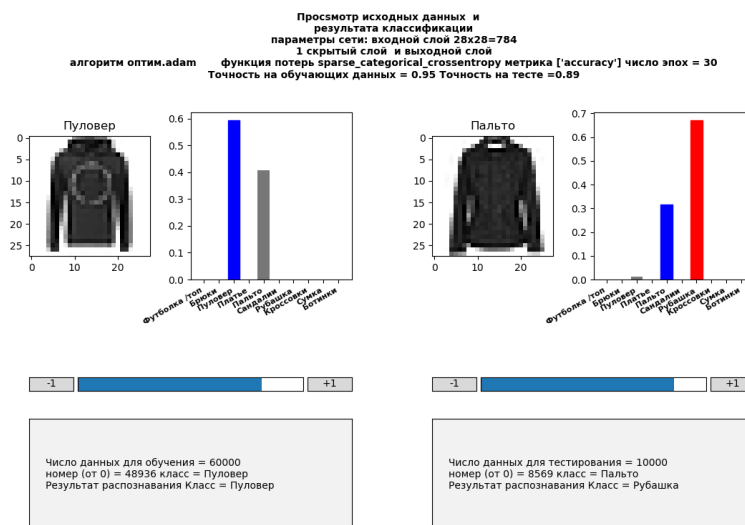 Просмотр исходных данных и
результата классификации
параметры сети: входной слой 28x28=784
1 скрытый слой и выходной слой
алгоритм оптим.adam функция потерь sparse_categorical_crossentropy метрика ['accuracy'] число эпох = 30
Точность на обучающих данных = 0.95 Точность на тесте =0.89
Пуловер
0
5
10
15
20
25
0
10
20
0.6
0.5
0.4
0.3
0.2
0.1
0.0
Футболка /топ
Брюки
Пуловер
Платье
Пальто
Сандалии
Рубашка
Кроссовки
Сумка
Ботинки
Пальто
0
5
10
15
20
25
0
10
20
0.7
0.6
0.5
0.4
0.3
0.2
0.1
0.0
Футболка /топ
Брюки
Пуловер
Платье
Пальто
Сандалии
Рубашка
Кроссовки
Сумка
Ботинки
-1
+1
-1
+1
Число данных для обучения = 60000
номер (от 0) = 48936 класс = Пуловер
Результат распознавания Класс = Пуловер
Число данных для тестирования = 10000
номер (от 0) = 8569 класс = Пальто
Результат распознавания Класс = Рубашка